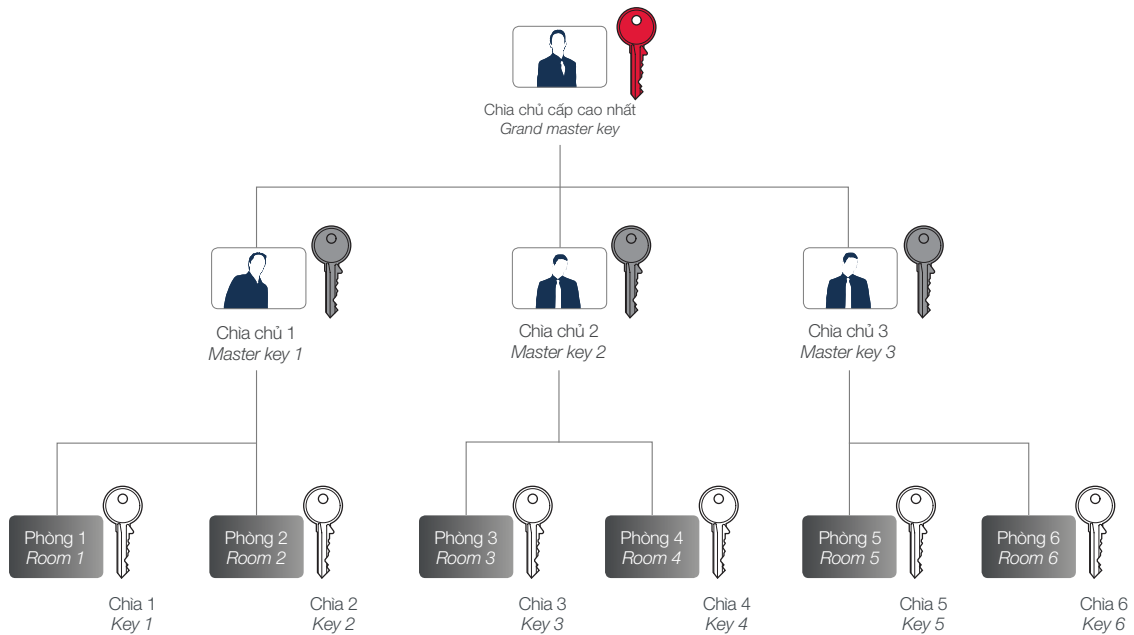 Chìa chủ cấp cao nhất
Grand master key
Chìa chủ 1
Master key 1
Chìa chủ 2
Master key 2
Chìa chủ 3
Master key 3
Phòng 1
Room 1
Phòng 2
Room 2
Phòng 3
Room 3
Phòng 4
Room 4
Phòng 5
Room 5
Phòng 6
Room 6
Chìa 1
Key 1
Chìa 2
Key 2
Chìa 3
Key 3
Chìa 4
Key 4
Chìa 5
Key 5
Chìa 6
Key 6